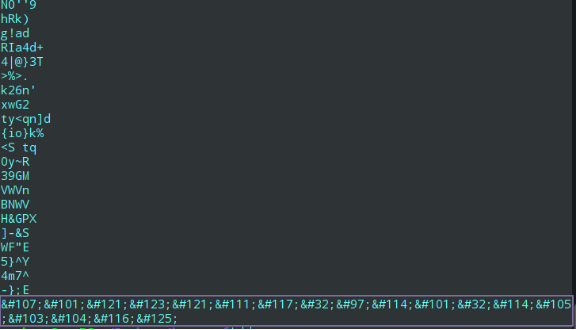 NO''9
hRk)
g!ad
RIa4d+
4|@}3T
>%>.
k26n'
xwG2
ty<qn]d
{io}k%
<S tq
0y~R
39GM
VWVn
BNWV
H&GPX
]-&S
WF"E
5}^Y
4m7^
-};E
&#107;&#101;&#121;&#123;&#121;&#111;&#117;&#32;&#97;&#114;&#101;&#32;&#114;&#105
;&#103;&#104;&#116;&#125;